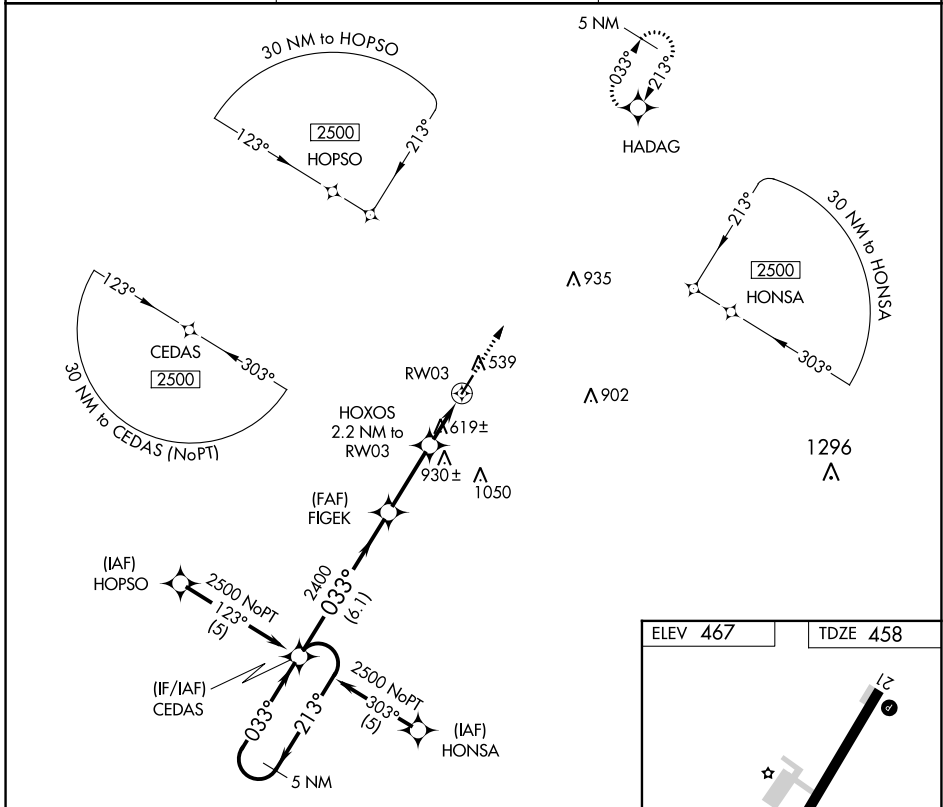 5 NM
033°
213°
HADAG
30 NM to HOPSO
123°
2500
HOPSO
213°
213°
30 NM to HONSA
2500
HONSA
303°
123°
CEDAS
2500
303°
30 NM to CEDAS (NoPT)
935
902
1296
539
RW03
HOXOS
2.2 NM to
RW03
619±
930±
1050
(FAF)
FIGEK
2400
033°
(6.1)
(IAF)
HOPSO
2500 NoPT
123°
(5)
(IF/IAF)
CEDAS
033°
213°
5 NM
2500 NoPT
303°
(5)
(IAF)
HONSA
ELEV 467
TDZE 458
21
P